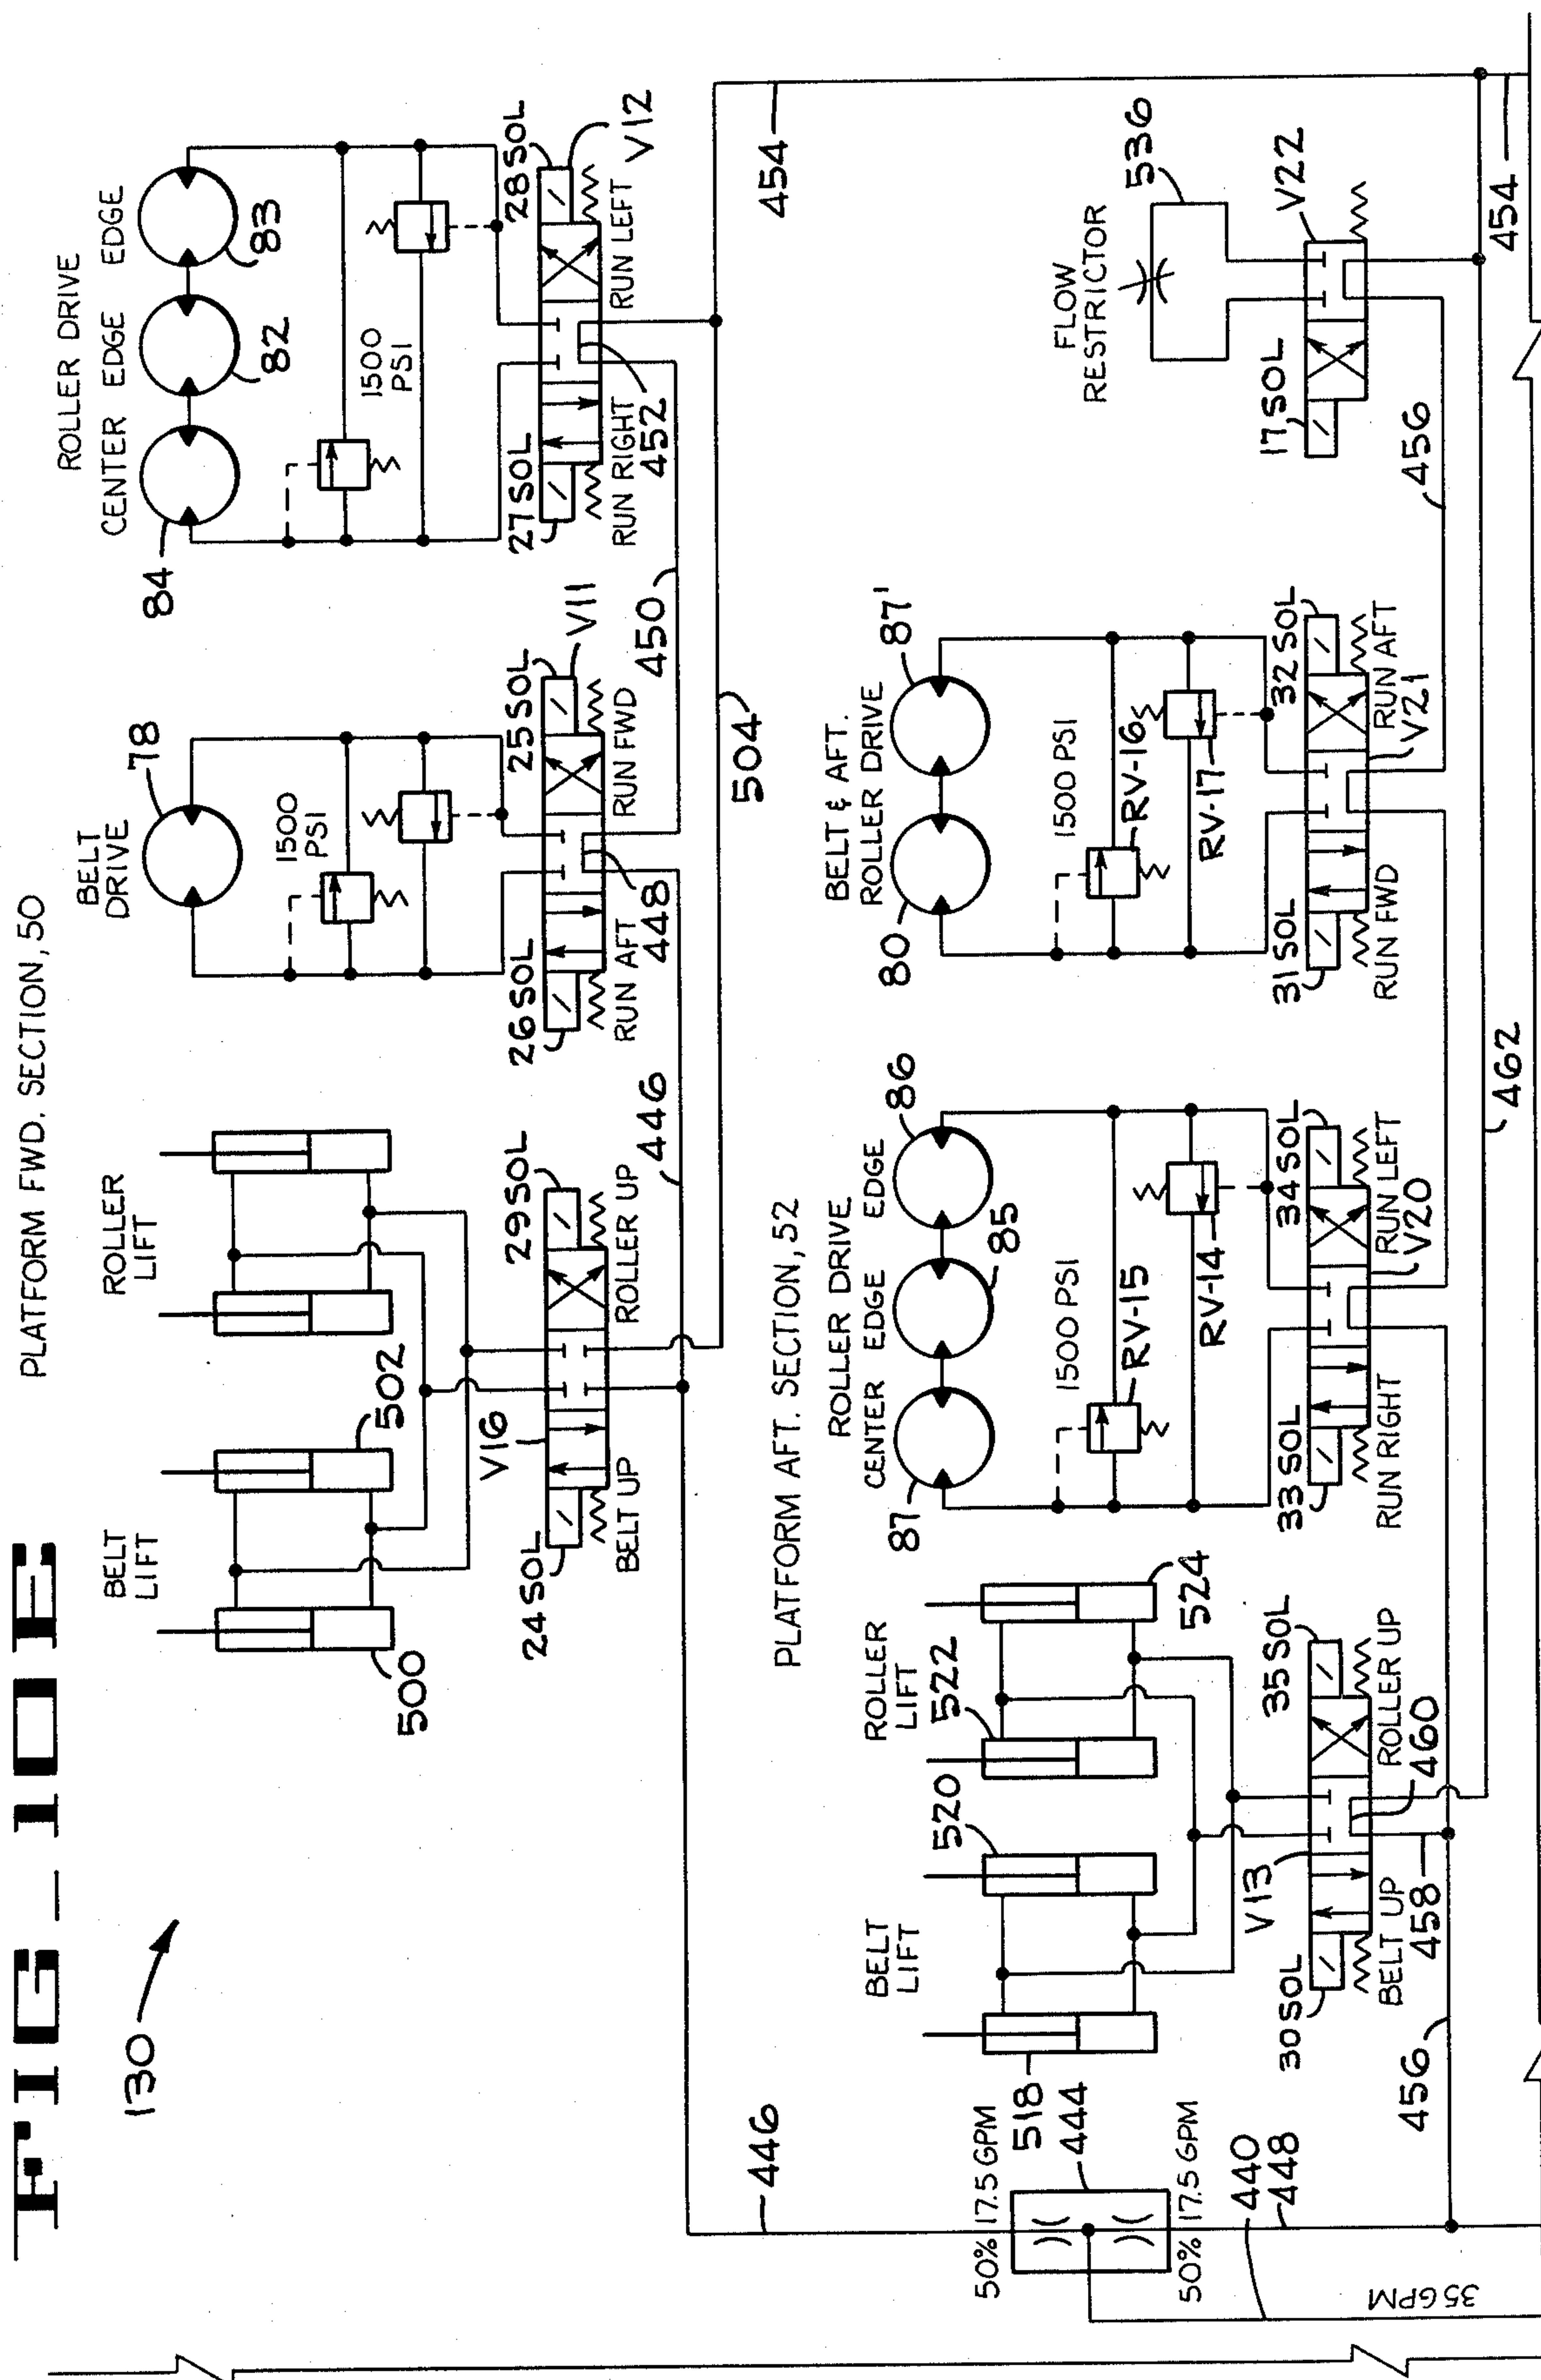 FIG_10E
130
PLATFORM FWD. SECTION, 50
BELT
LIFT
ROLLER
LIFT
BELT
DRIVE
78
ROLLER DRIVE
CENTER EDGE EDGE
84
82
83
500
502
1500
PSI
1500
PSI
24 SOL
V16
29 SOL
26 SOL
25 SOL
V11
27 SOL
28 SOL
V12
BELT UP
ROLLER UP
RUN AFT
RUN FWD
RUN RIGHT
RUN LEFT
448
452
446
446
450
504
454
PLATFORM AFT. SECTION, 52
BELT
LIFT
ROLLER
LIFT
ROLLER DRIVE
CENTER EDGE EDGE
BELT & AFT.
ROLLER DRIVE
FLOW
RESTRICTOR
518
520
522
524
87
85
86
80
87'
536
1500 PSI
RV-15
RV-14
1500 PSI
RV-16
RV-17
50% 17.5 GPM
444
50% 17.5 GPM
30 SOL
V13
35 SOL
33 SOL
34 SOL
31 SOL
32 SOL
17 SOL
V22
BELT UP
ROLLER UP
RUN RIGHT
RUN LEFT
V20
RUN FWD
RUN AFT
V21
458
460
456
456
462
454
440
448
35 GPM